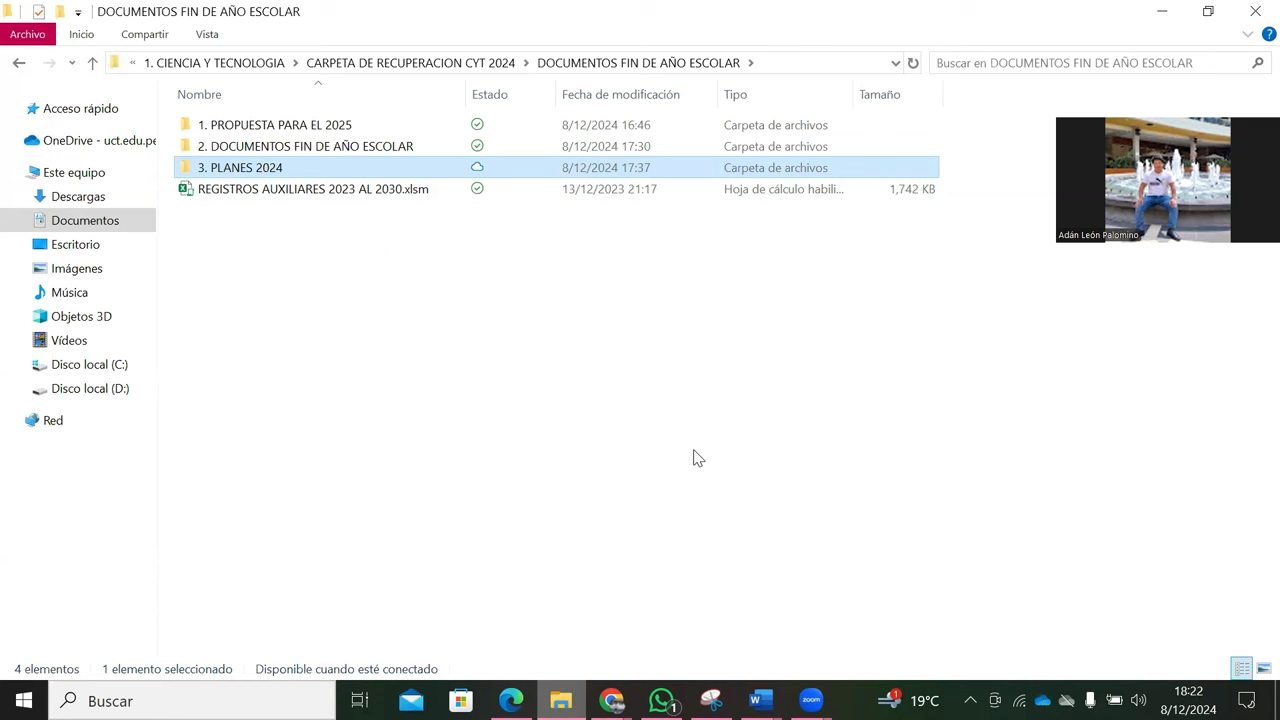 DOCUMENTOS FIN DE AÑO ESCOLAR
Archivo Inicio Compartir Vista
« 1. CIENCIA Y TECNOLOGIA > CARPETA DE RECUPERACION CYT 2024 > DOCUMENTOS FIN DE AÑO ESCOLAR >
Buscar en DOCUMENTOS FIN DE AÑO ESCOLAR
Nombre Estado Fecha de modificación Tipo Tamaño
1. PROPUESTA PARA EL 2025 8/12/2024 16:46 Carpeta de archivos
2. DOCUMENTOS FIN DE AÑO ESCOLAR 8/12/2024 17:30 Carpeta de archivos
3. PLANES 2024 8/12/2024 17:37 Carpeta de archivos
REGISTROS AUXILIARES 2023 AL 2030.xlsm 13/12/2023 21:17 Hoja de cálculo habili... 1,742 KB
Acceso rápido
OneDrive - uct.edu.pe
Este equipo
Descargas
Documentos
Escritorio
Imágenes
Música
Objetos 3D
Vídeos
Disco local (C:)
Disco local (D:)
Red
Adán León Palomino
4 elementos 1 elemento seleccionado Disponible cuando esté conectado
Buscar
zoom
1
1
19°C
18:22
8/12/2024